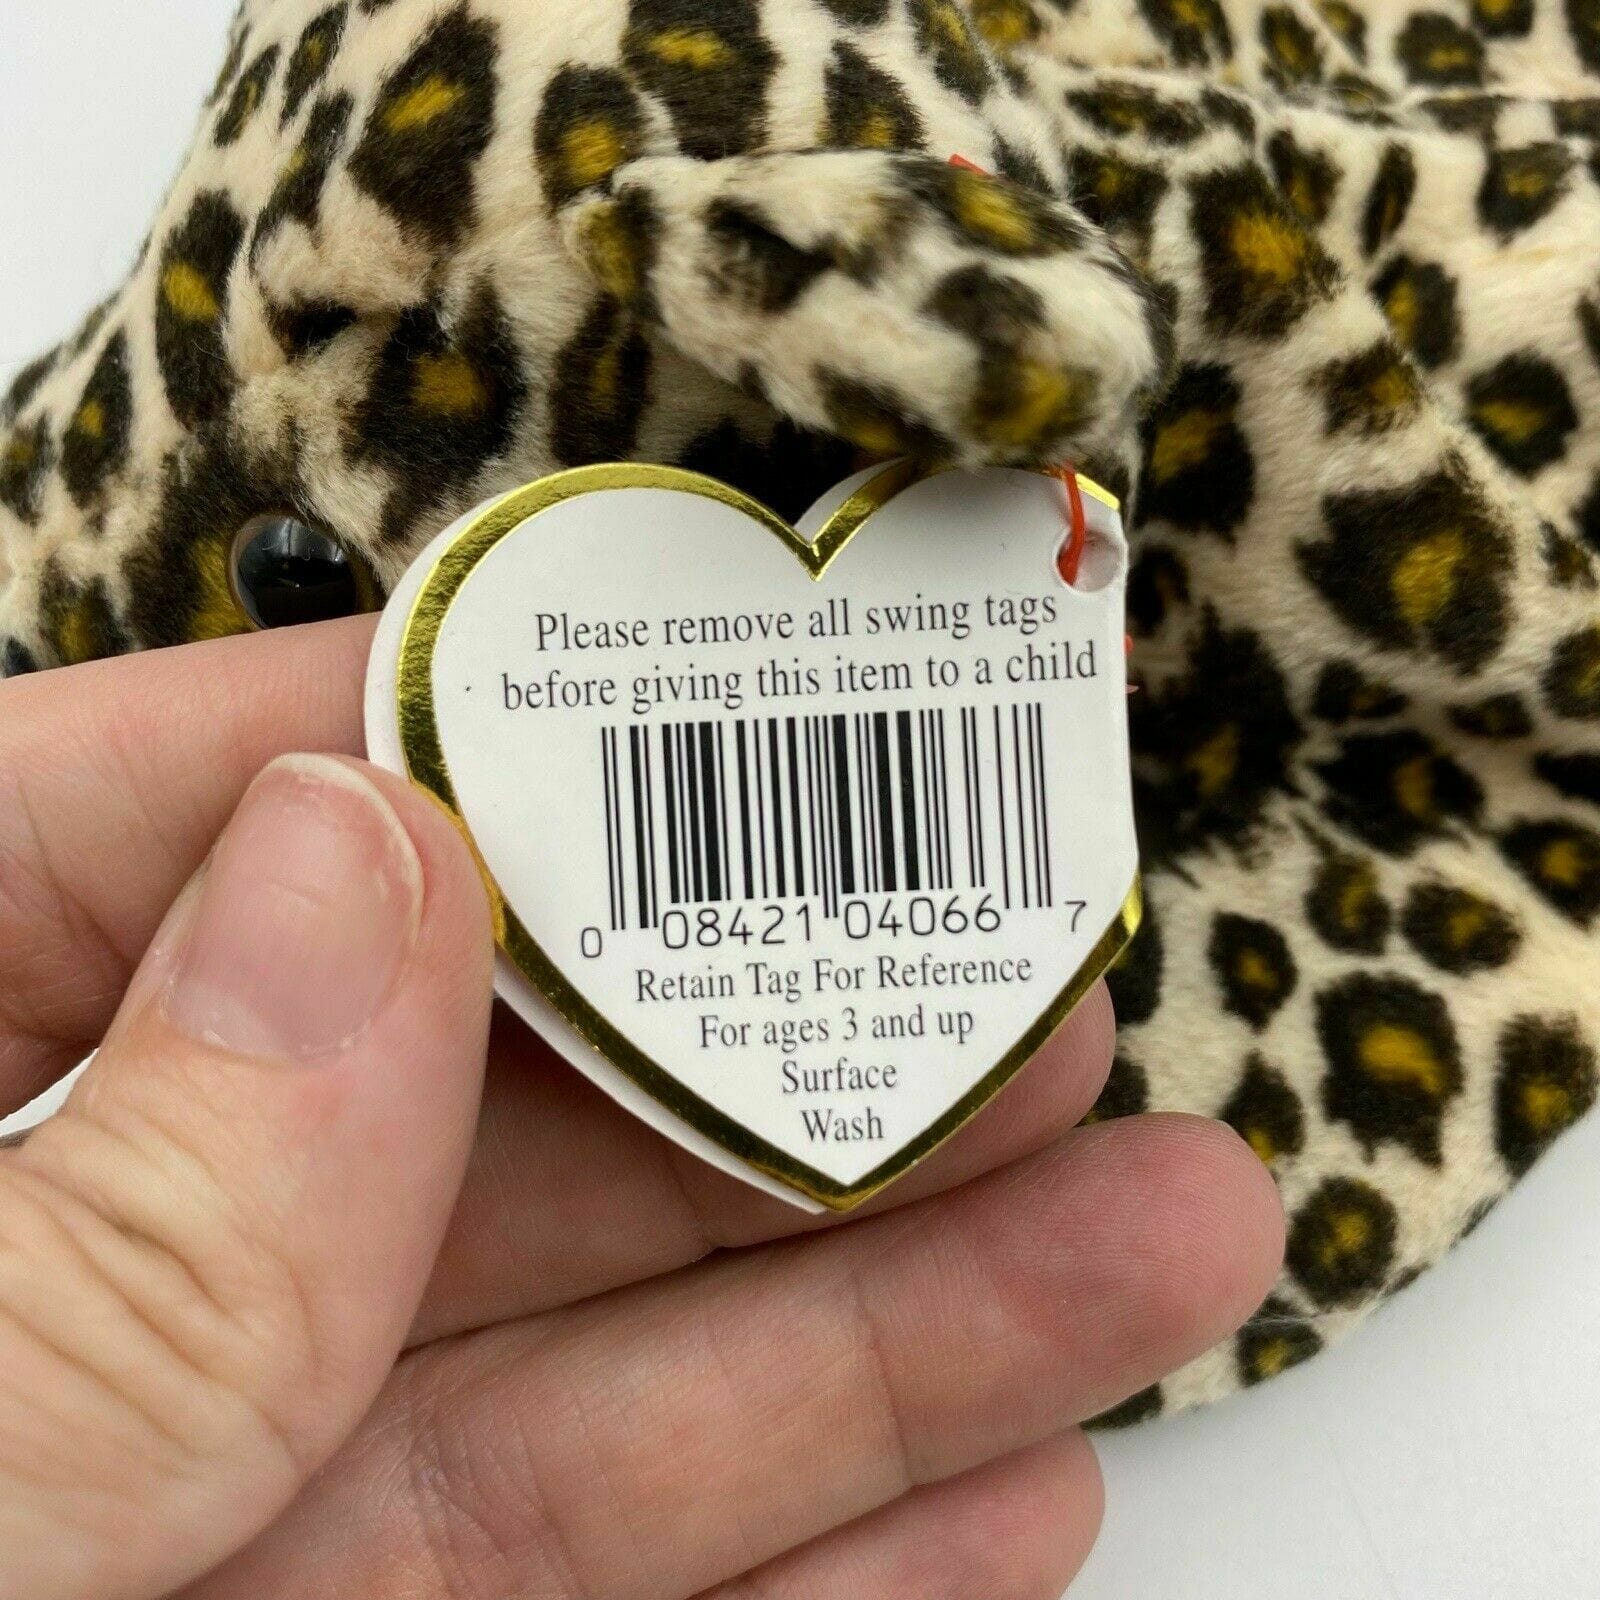 Please remove all swing tags
before giving this item to a child
0 08421 04066 7
Retain Tag For Reference
For ages 3 and up
Surface
Wash